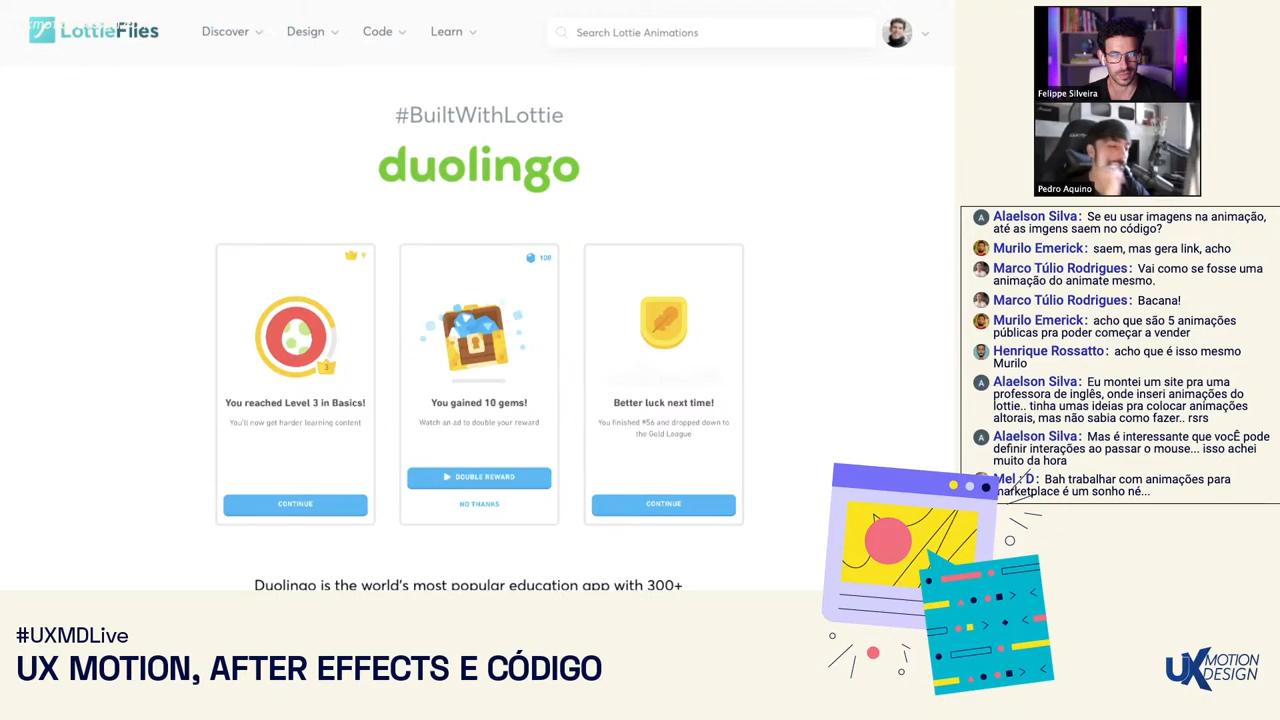 LottieFiles
Discover
Design
Code
Learn
Search Lottie Animations
#BuiltWithLottie
duolingo
3
You reached Level 3 in Basics!
You'll now get harder learning content
CONTINUE
108
You gained 10 gems!
Watch an ad to double your reward
DOUBLE REWARD
NO THANKS
Better luck next time!
You finished #56 and dropped down to
the Gold League
CONTINUE
Duolingo is the world's most popular education app with 300+
Felippe Silveira
Pedro Aquino
A Alaelson Silva: Se eu usar imagens na animação,
até as imgens saem no código?
Murilo Emerick: saem, mas gera link, acho
Marco Túlio Rodrigues: Vai como se fosse uma
animação do animate mesmo.
Marco Túlio Rodrigues: Bacana!
Murilo Emerick: acho que são 5 animações
públicas pra poder começar a vender
Henrique Rossatto: acho que é isso mesmo
Murilo
A Alaelson Silva: Eu montei um site pra uma
professora de inglês, onde inseri animações do
lottie.. tinha umas ideias pra colocar animações
altorais, mas não sabia como fazer.. rsrs
A Alaelson Silva: Mas é interessante que vocÊ pode
definir interações ao passar o mouse... isso achei
muito da hora
Mel : D: Bah trabalhar com animações para
marketplace é um sonho né...
#UXMDLive
UX MOTION, AFTER EFFECTS E CÓDIGO
UX MOTION
DESIGN